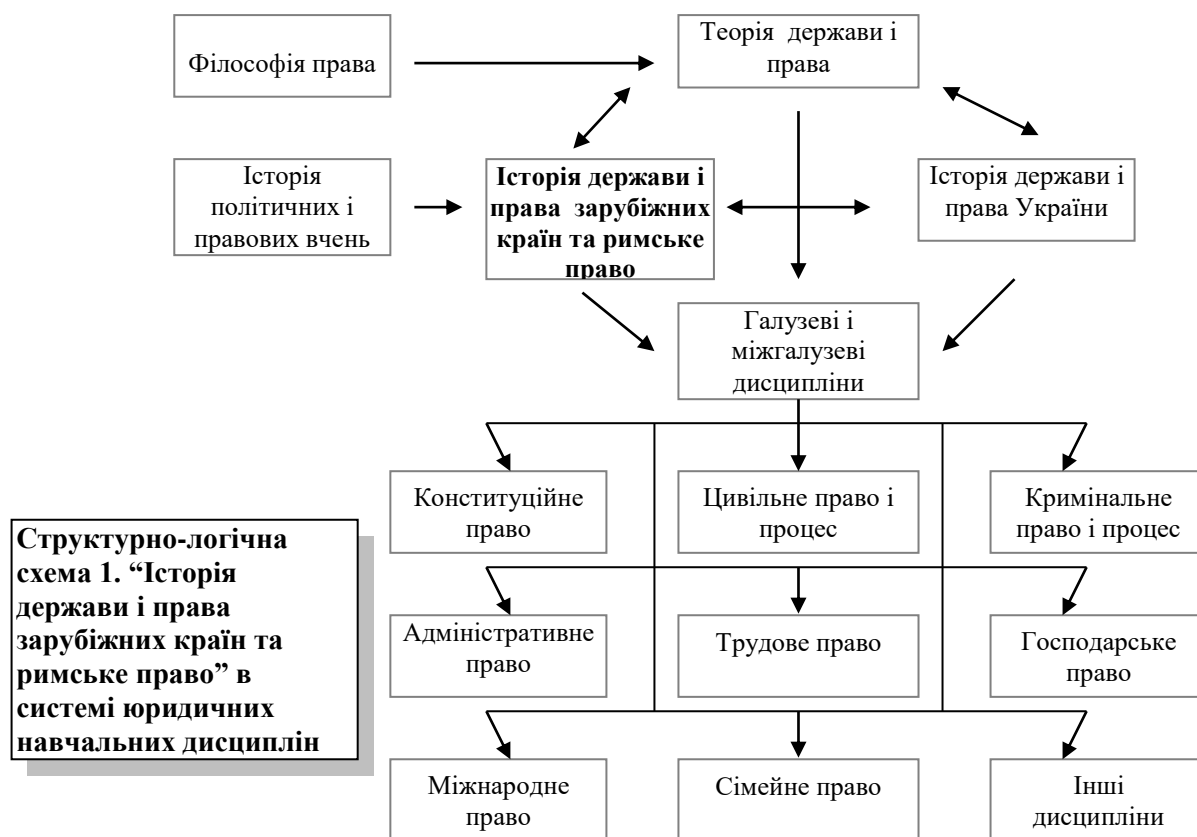 Філософія права
Теорія держави і
права
Історія
політичних і
правових вчень
Історія держави і
права зарубіжних
країн та римське
право
Історія держави і
права України
Галузеві і
міжгалузеві
дисципліни
Конституційне
право
Цивільне право і
процес
Кримінальне
право і процес
Структурно-логічна
схема 1. “Історія
держави і права
зарубіжних країн та
римське право” в
системі юридичних
навчальних дисциплін
Адміністративне
право
Трудове право
Господарське
право
Міжнародне
право
Сімейне право
Інші
дисципліни